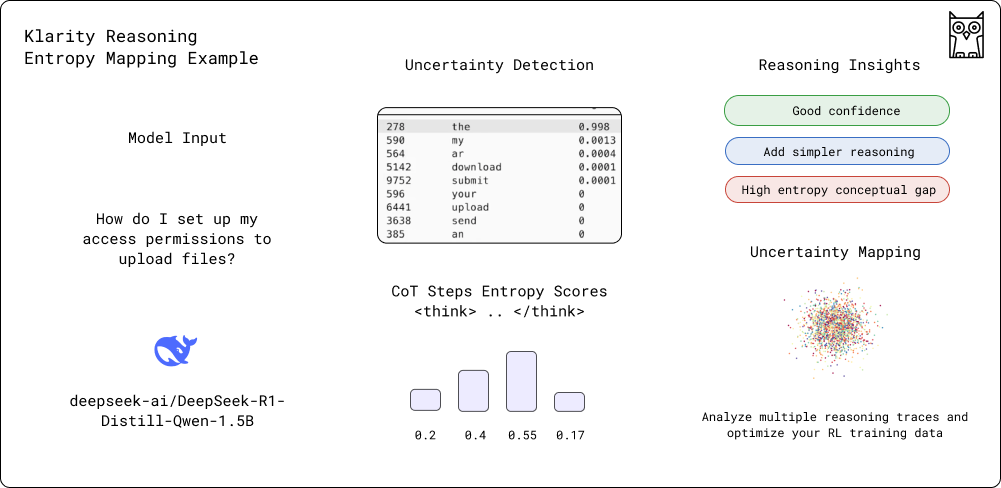 Klarity Reasoning
Entropy Mapping Example
Model Input
How do I set up my
access permissions to
upload files?
deepseek-ai/DeepSeek-R1-
Distill-Qwen-1.5B
Uncertainty Detection
278 the 0.998
590 my 0.0013
564 ar 0.0004
5142 download 0.0001
9752 submit 0.0001
596 your 0
6441 upload 0
3638 send 0
385 an 0
CoT Steps Entropy Scores
<think> .. </think>
0.2 0.4 0.55 0.17
Reasoning Insights
Good confidence
Add simpler reasoning
High entropy conceptual gap
Uncertainty Mapping
Analyze multiple reasoning traces and
optimize your RL training data